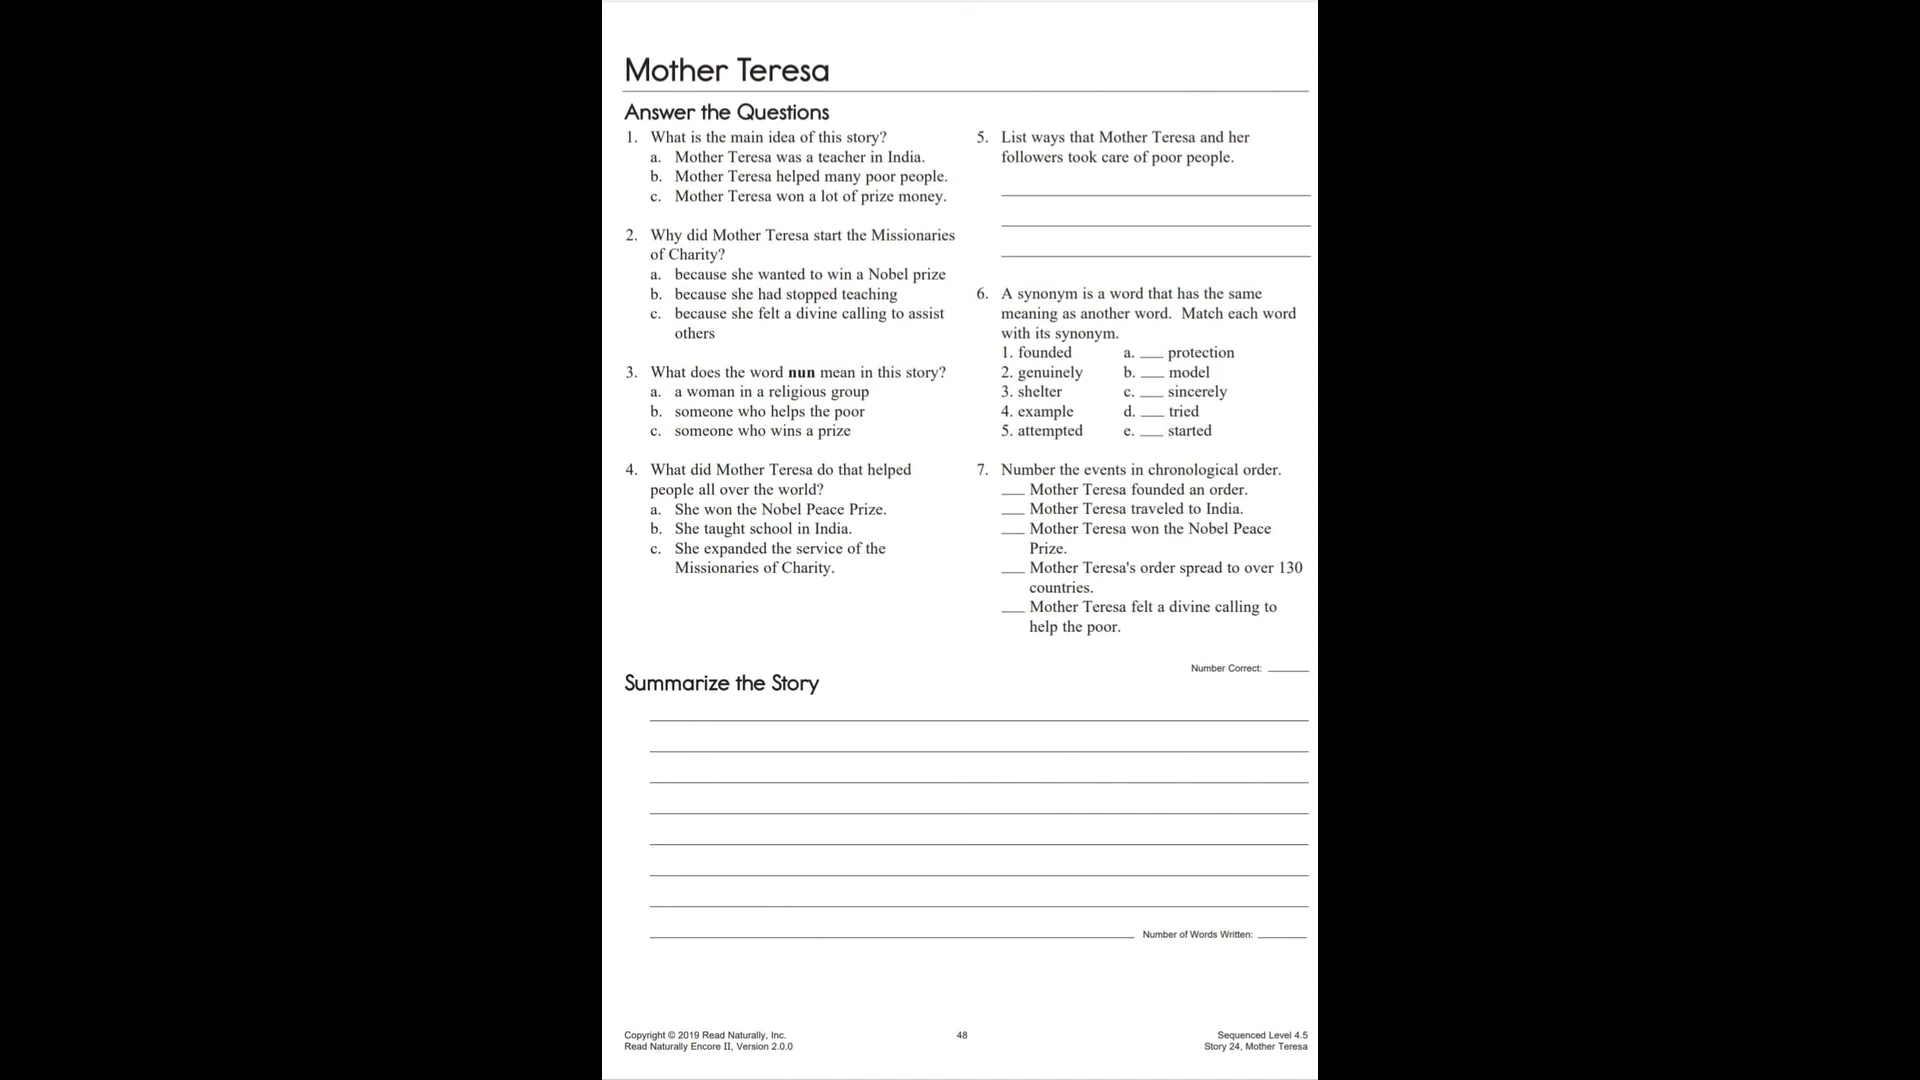 Mother Teresa
Answer the Questions
1. What is the main idea of this story?
a. Mother Teresa was a teacher in India.
b. Mother Teresa helped many poor people.
c. Mother Teresa won a lot of prize money.
2. Why did Mother Teresa start the Missionaries
of Charity?
a. because she wanted to win a Nobel prize
b. because she had stopped teaching
c. because she felt a divine calling to assist
others
3. What does the word nun mean in this story?
a. a woman in a religious group
b. someone who helps the poor
c. someone who wins a prize
4. What did Mother Teresa do that helped
people all over the world?
a. She won the Nobel Peace Prize.
b. She taught school in India.
c. She expanded the service of the
Missionaries of Charity.
5. List ways that Mother Teresa and her
followers took care of poor people.
6. A synonym is a word that has the same
meaning as another word. Match each word
with its synonym.
1. founded a. ___ protection
2. genuinely b. ___ model
3. shelter c. ___ sincerely
4. example d. ___ tried
5. attempted e. ___ started
7. Number the events in chronological order.
___ Mother Teresa founded an order.
___ Mother Teresa traveled to India.
___ Mother Teresa won the Nobel Peace
Prize.
___ Mother Teresa's order spread to over 130
countries.
___ Mother Teresa felt a divine calling to
help the poor.
Number Correct: ___
Summarize the Story
Number of Words Written: ___
Copyright © 2019 Read Naturally, Inc.
Read Naturally Encore II, Version 2.0.0
48
Sequenced Level 4.5
Story 24, Mother Teresa